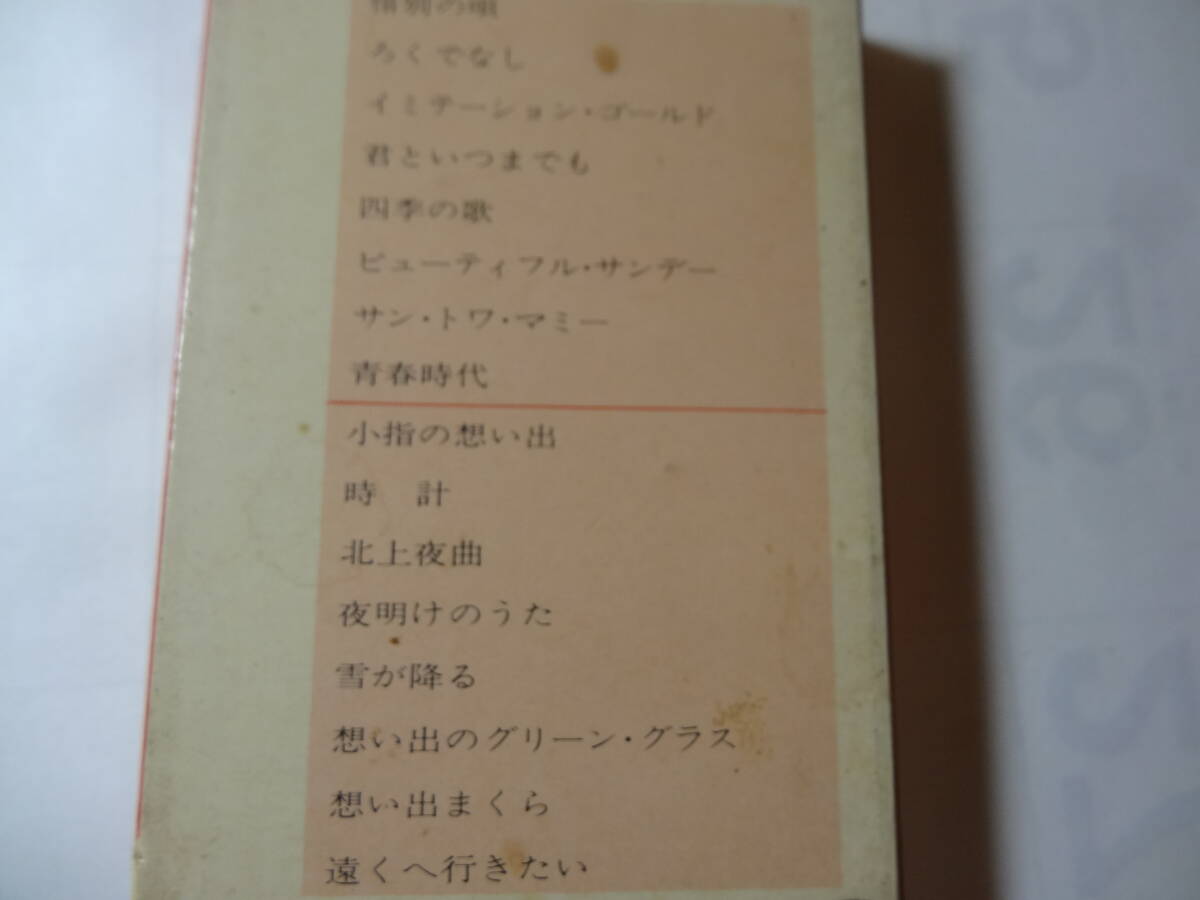 惜別の唄
ろくでなし
イミテーション・ゴールド
君といつまでも
四季の歌
ビューティフル・サンデー
サン・トワ・マミー
青春時代
小指の想い出
時　計
北上夜曲
夜明けのうた
雪が降る
想い出のグリーン・グラス
想い出まくら
遠くへ行きたい